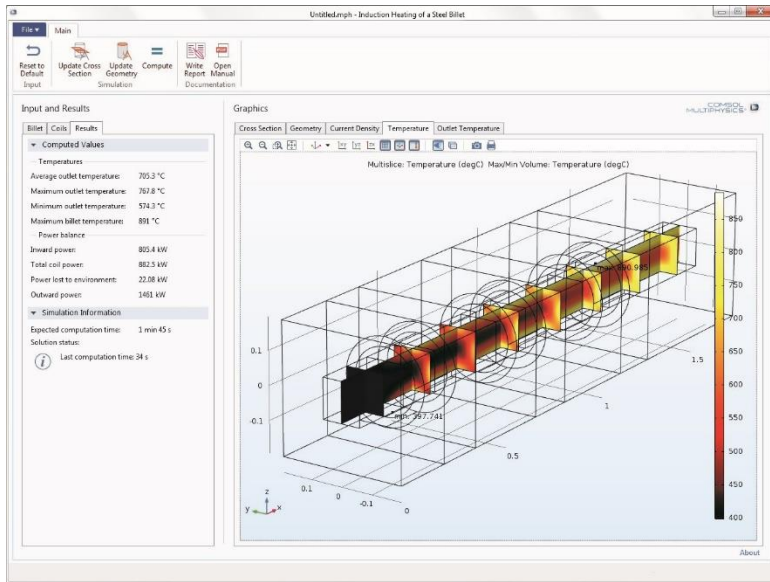 Untitled.mph - Induction Heating of a Steel Billet
File
Main
Reset to Default
Update Cross Section
Update Geometry
Compute
Write Report
Open Manual
Input
Simulation
Documentation
Input and Results
Billet Coils Results
Computed Values
Temperatures
Average outlet temperature: 705.3 °C
Maximum outlet temperature: 767.8 °C
Minimum outlet temperature: 574.3 °C
Maximum billet temperature: 891 °C
Power balance
Inward power: 805.4 kW
Total coil power: 882.5 kW
Power lost to environment: 22.08 kW
Outward power: 1461 kW
Simulation Information
Expected computation time: 1 min 45 s
Solution status:
Last computation time: 34 s
Graphics
COMSOL
MULTIPHYSICS
Cross Section Geometry Current Density Temperature Outlet Temperature
Multislice: Temperature (degC) Max/Min Volume: Temperature (degC)
max: 890.985
min: 397.741
0.1
0
-0.1
0.1
0
-0.1
0
0.5
1
1.5
z
y
x
850
800
750
700
650
600
550
500
450
400
About